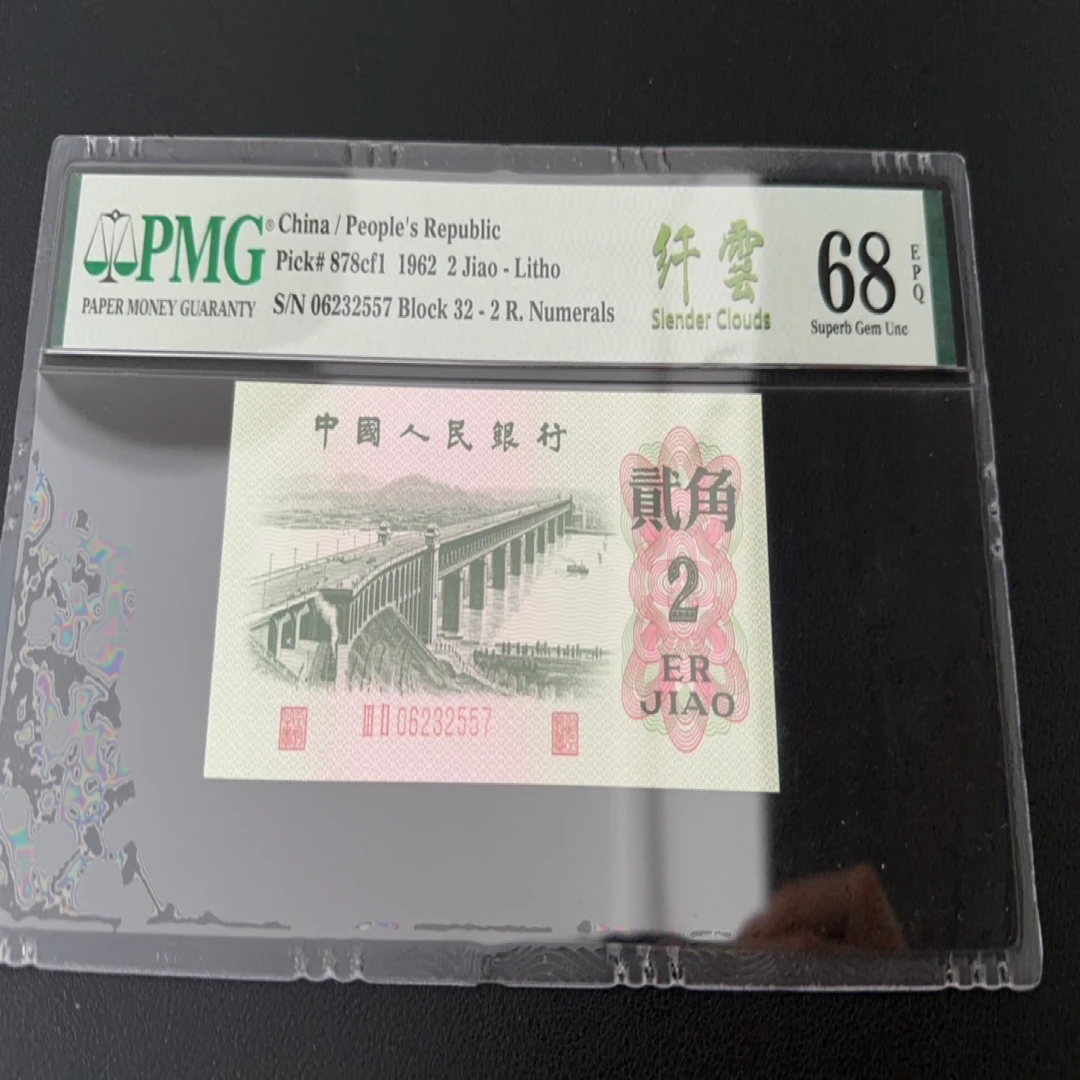 PMG® China / People's Republic
Pick# 878cf1 1962 2 Jiao - Litho
PAPER MONEY GUARANTY S/N 06232557 Block 32 - 2 R. Numerals
纤雲
Slender Clouds
68 EPQ
Superb Gem Unc
中國人民銀行
貳角
2
ER
JIAO
III II 06232557